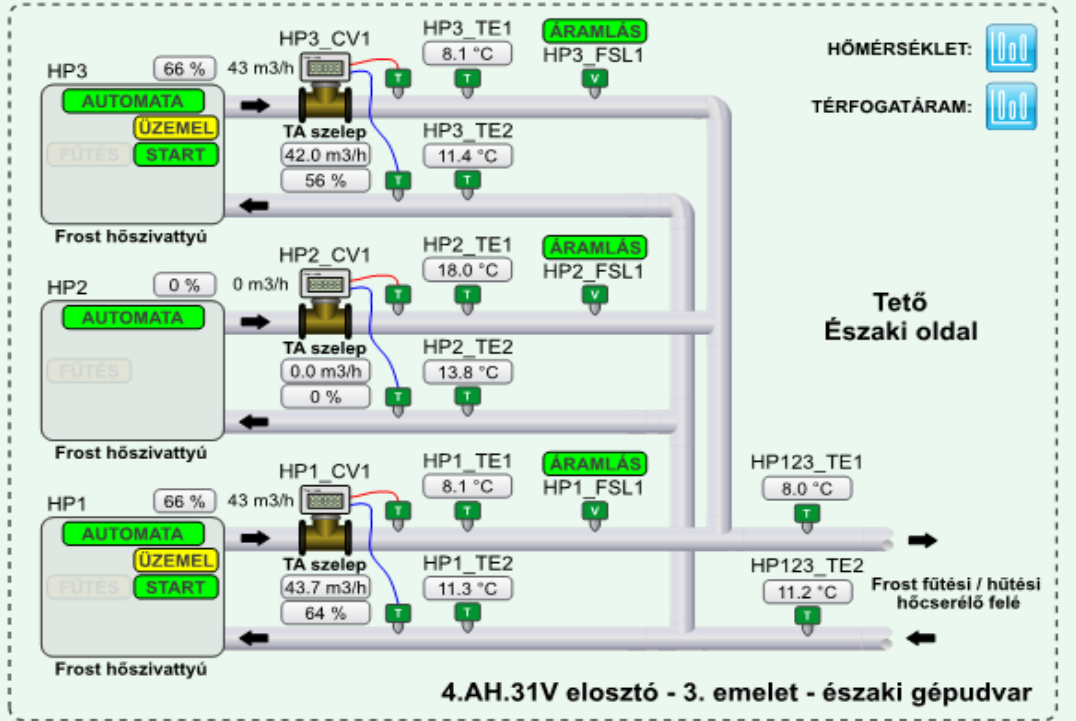 HP3
66 %
43 m3/h
HP3_CV1
HP3_TE1
8.1 °C
ÁRAMLÁS
HP3_FSL1
HŐMÉRSÉKLET:
TÉRFOGATÁRAM:
AUTOMATA
ÜZEMEL
FŰTÉS
START
TA szelep
42.0 m3/h
56 %
T
T
V
HP3_TE2
11.4 °C
T
T
Frost hőszivattyú
HP2
0 %
0 m3/h
HP2_CV1
HP2_TE1
18.0 °C
ÁRAMLÁS
HP2_FSL1
AUTOMATA
FŰTÉS
TA szelep
0.0 m3/h
0 %
T
T
V
HP2_TE2
13.8 °C
T
T
Frost hőszivattyú
Tető
Északi oldal
HP1
66 %
43 m3/h
HP1_CV1
HP1_TE1
8.1 °C
ÁRAMLÁS
HP1_FSL1
AUTOMATA
ÜZEMEL
FŰTÉS
START
TA szelep
43.7 m3/h
64 %
T
T
V
HP1_TE2
11.3 °C
T
T
Frost hőszivattyú
HP123_TE1
8.0 °C
T
HP123_TE2
11.2 °C
T
Frost fűtési / hűtési
hőcserélő felé
4.AH.31V elosztó - 3. emelet - északi gépudvar